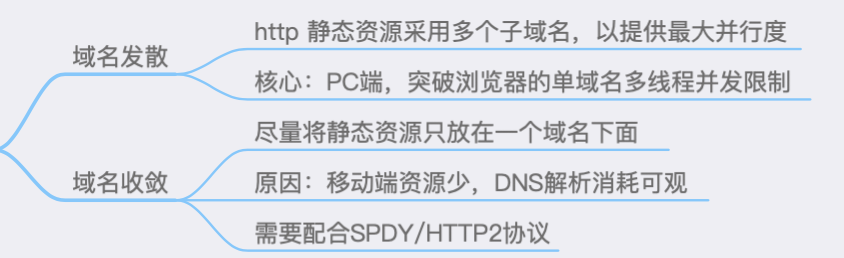 域名发散
http 静态资源采用多个子域名，以提供最大并行度
核心：PC端，突破浏览器的单域名多线程并发限制
域名收敛
尽量将静态资源只放在一个域名下面
原因：移动端资源少，DNS解析消耗可观
需要配合SPDY/HTTP2协议